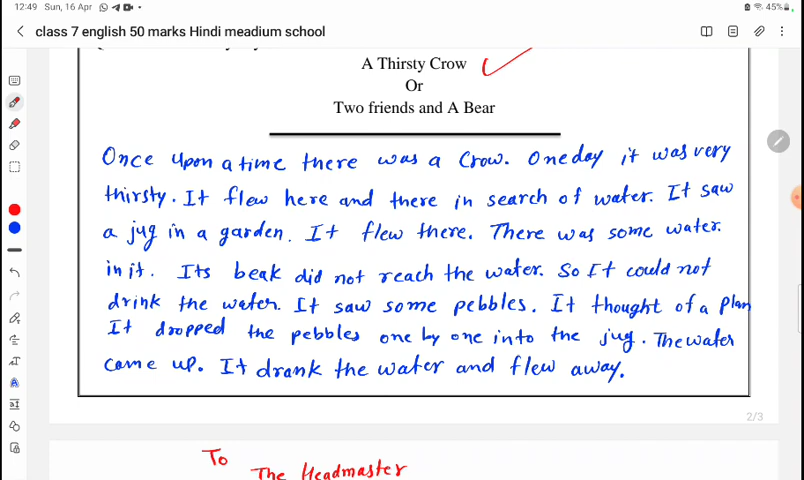 12:49 Sun, 16 Apr
45%
class 7 english 50 marks Hindi meadium school
A Thirsty Crow
Or
Two friends and A Bear
Once upon a time there was a Crow. One day it was very
thirsty. It flew here and there in search of water. It saw
a jug in a garden. It flew there. There was some water.
in it. Its beak did not reach the water. So It could not
drink the water. It saw some pebbles. It thought of a plan
It dropped the pebbles one by one into the jug. The water
came up. It drank the water and flew away.
2/3
To
The Headmaster